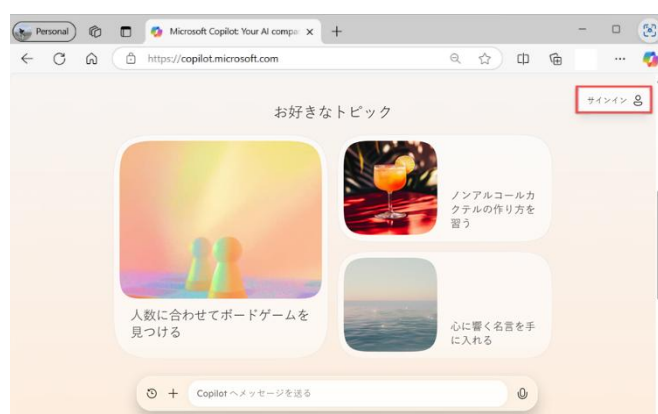 Personal
Microsoft Copilot: Your AI compa
https://copilot.microsoft.com
サインイン
お好きなトピック
ノンアルコールカ
クテルの作り方を
習う
人数に合わせてボードゲームを
見つける
心に響く名言を手
に入れる
Copilot へメッセージを送る